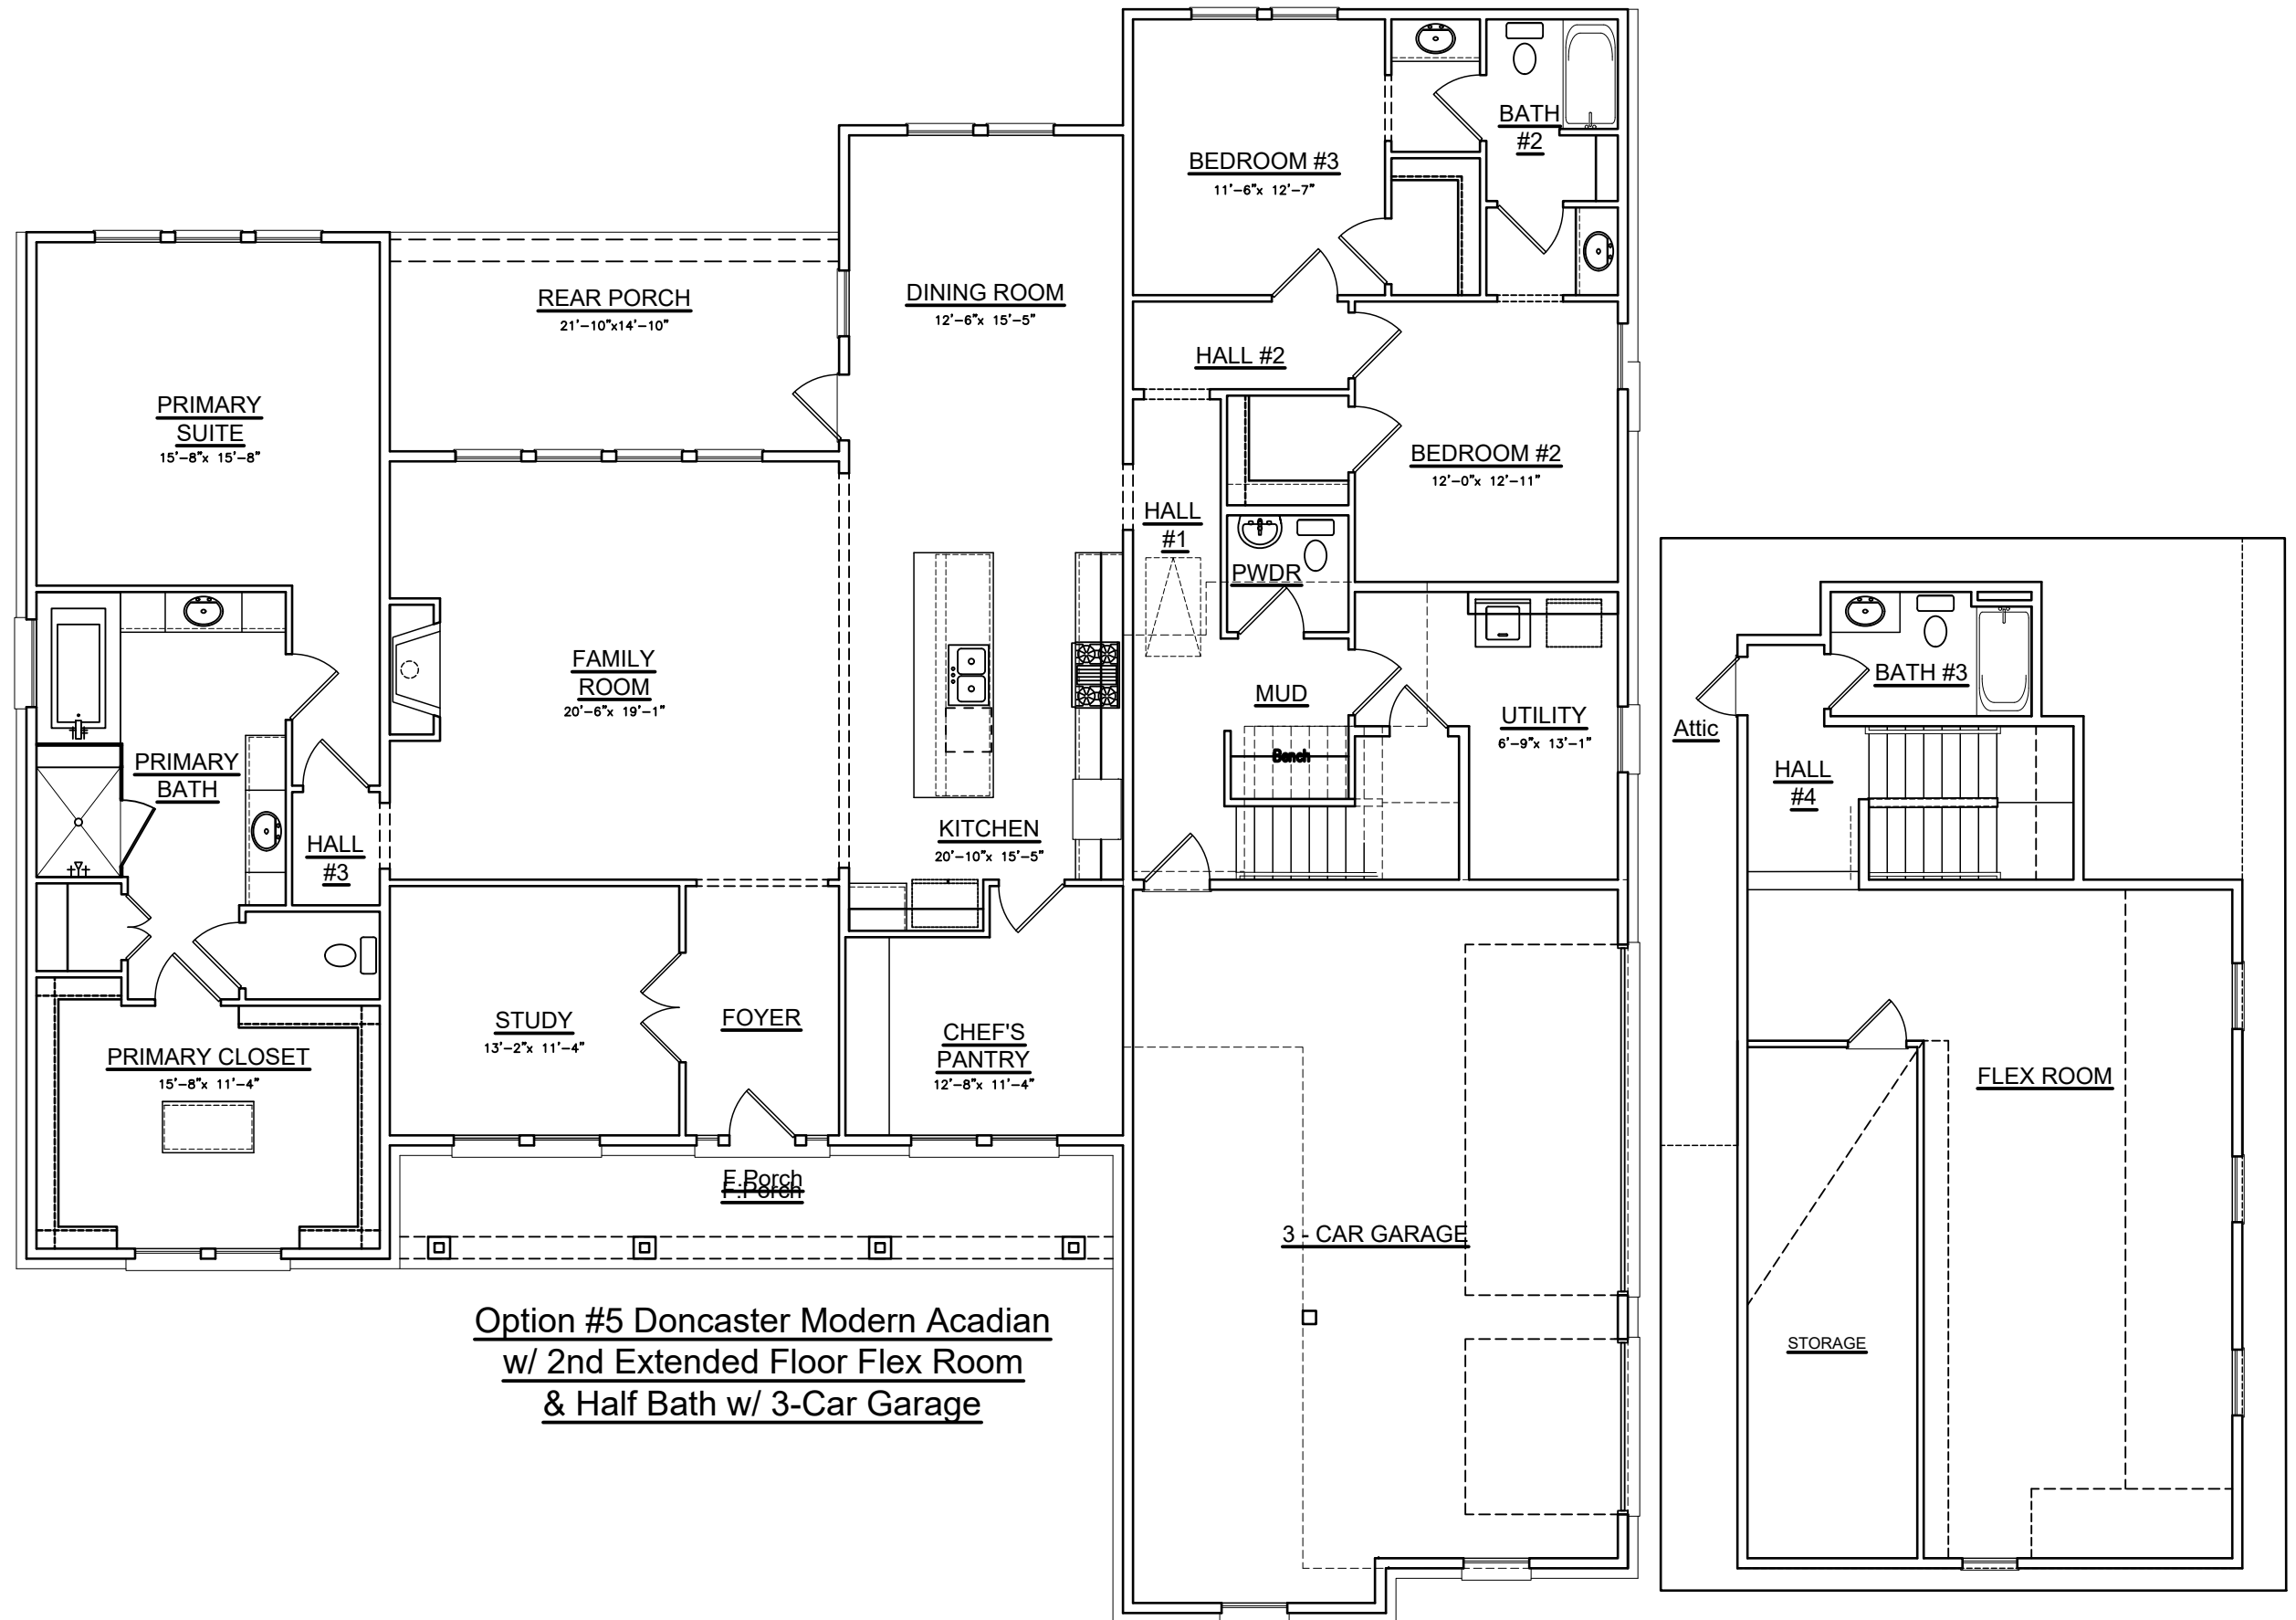 BATH
#2
BEDROOM #3
11'-6"x 12'-7"
REAR PORCH
21'-10"x14'-10"
DINING ROOM
12'-6"x 15'-5"
HALL #2
PRIMARY
SUITE
15'-8"x 15'-8"
BEDROOM #2
12'-0"x 12'-11"
HALL
#1
PWDR
FAMILY
ROOM
20'-6"x 19'-1"
MUD
UTILITY
6'-9"x 13'-1"
Bench
BATH #3
Attic
HALL
#4
PRIMARY
BATH
HALL
#3
KITCHEN
20'-10"x 15'-5"
STUDY
13'-2"x 11'-4"
FOYER
CHEF'S
PANTRY
12'-8"x 11'-4"
PRIMARY CLOSET
15'-8"x 11'-4"
FLEX ROOM
F.Porch
F.Porch
3 - CAR GARAGE
STORAGE
Option #5 Doncaster Modern Acadian
w/ 2nd Extended Floor Flex Room
& Half Bath w/ 3-Car Garage